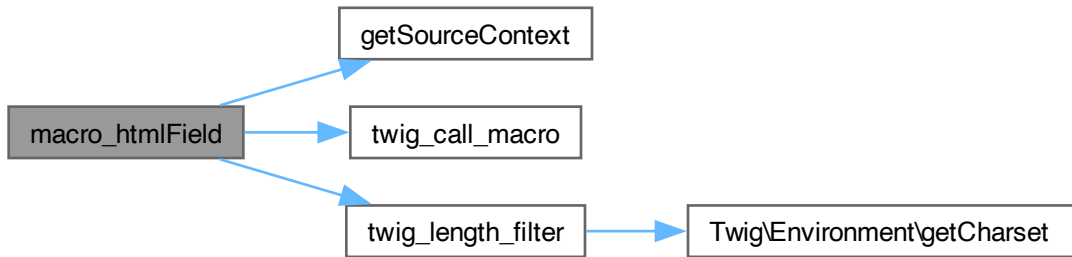 getSourceContext
macro_htmlField
twig_call_macro
twig_length_filter
Twig\Environment\getCharset